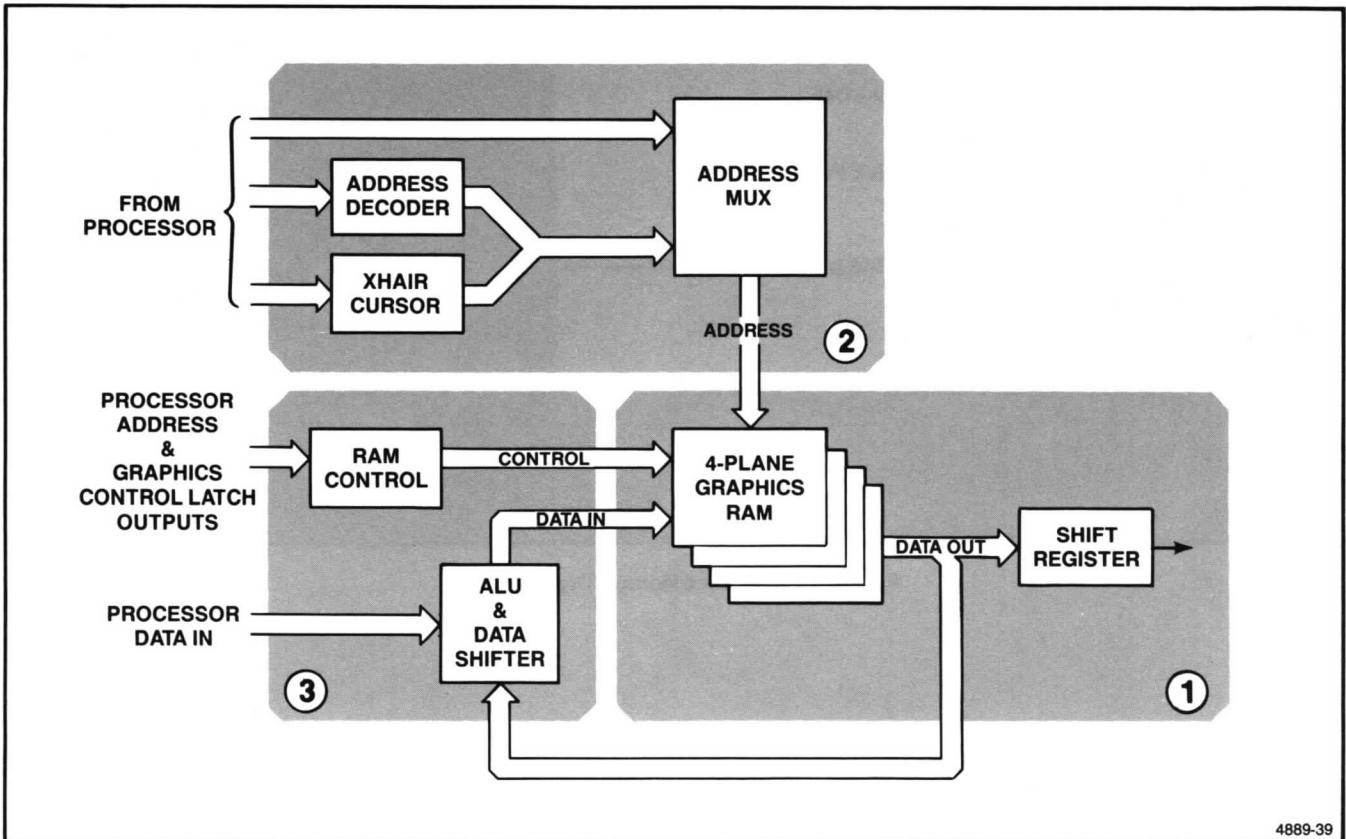 FROM
PROCESSOR
ADDRESS
DECODER
XHAIR
CURSOR
ADDRESS
MUX
ADDRESS
2
PROCESSOR
ADDRESS
&
GRAPHICS
CONTROL LATCH
OUTPUTS
RAM
CONTROL
CONTROL
DATA IN
PROCESSOR
DATA IN
ALU
&
DATA
SHIFTER
3
4-PLANE
GRAPHICS
RAM
DATA OUT
SHIFT
REGISTER
1
4889-39